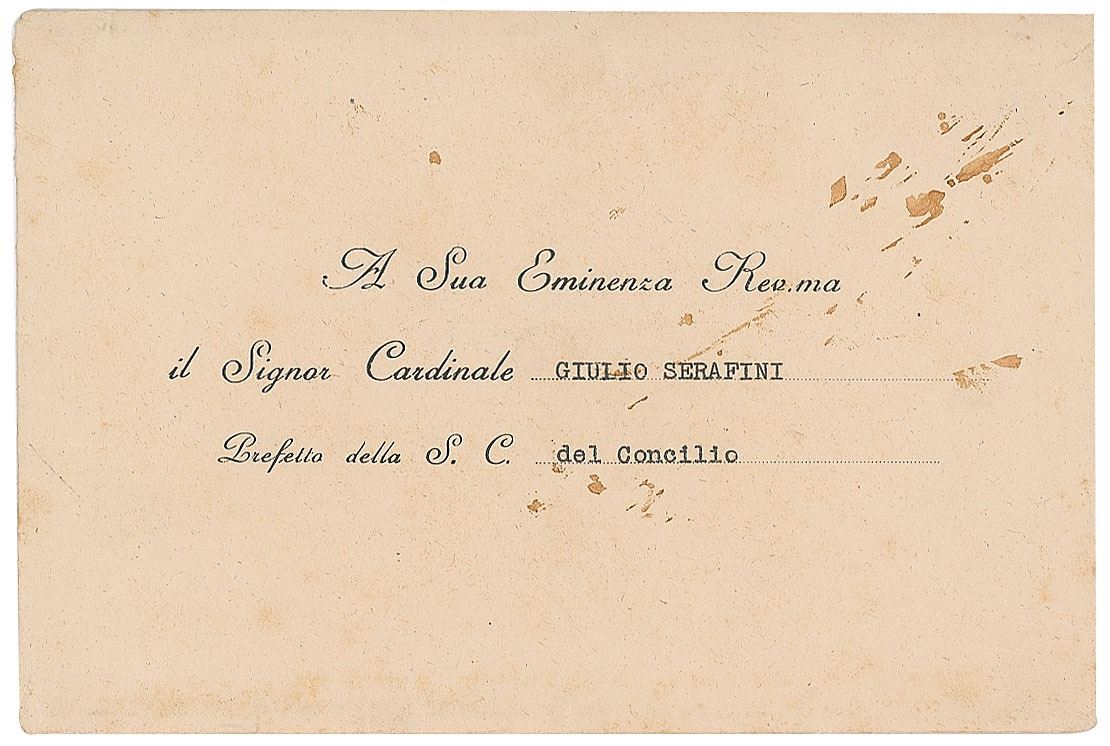 A Sua Eminenza Rev.ma
il Signor Cardinale GIULIO SERAFINI
Prefetto della S. C. del Concilio